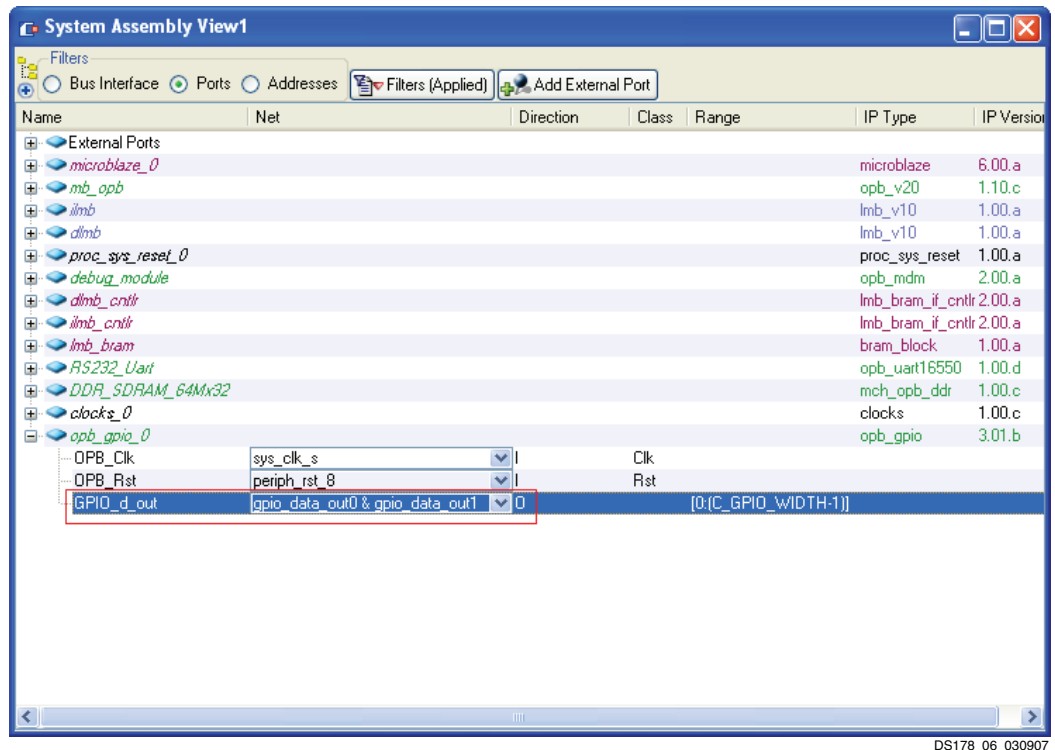 System Assembly View1
Filters
Bus Interface Ports Addresses Filters (Applied) Add External Port
Name Net Direction Class Range IP Type IP Version
External Ports
microblaze_0 microblaze 6.00.a
mb_opb opb_v20 1.10.c
ilmb lmb_v10 1.00.a
dlmb lmb_v10 1.00.a
proc_sys_reset_0 proc_sys_reset 1.00.a
debug_module opb_mdm 2.00.a
dlmb_cntlr lmb_bram_if_cntlr 2.00.a
ilmb_cntlr lmb_bram_if_cntlr 2.00.a
lmb_bram bram_block 1.00.a
RS232_Uart opb_uart16550 1.00.d
DDR_SDRAM_64Mx32 mch_opb_ddr 1.00.c
clocks_0 clocks 1.00.c
opb_gpio_0 opb_gpio 3.01.b
OPB_Clk sys_clk_s I Clk
OPB_Rst periph_rst_8 I Rst
GPIO_d_out gpio_data_out0 & gpio_data_out1 O [0:(C_GPIO_WIDTH-1)]
DS178_06_030907